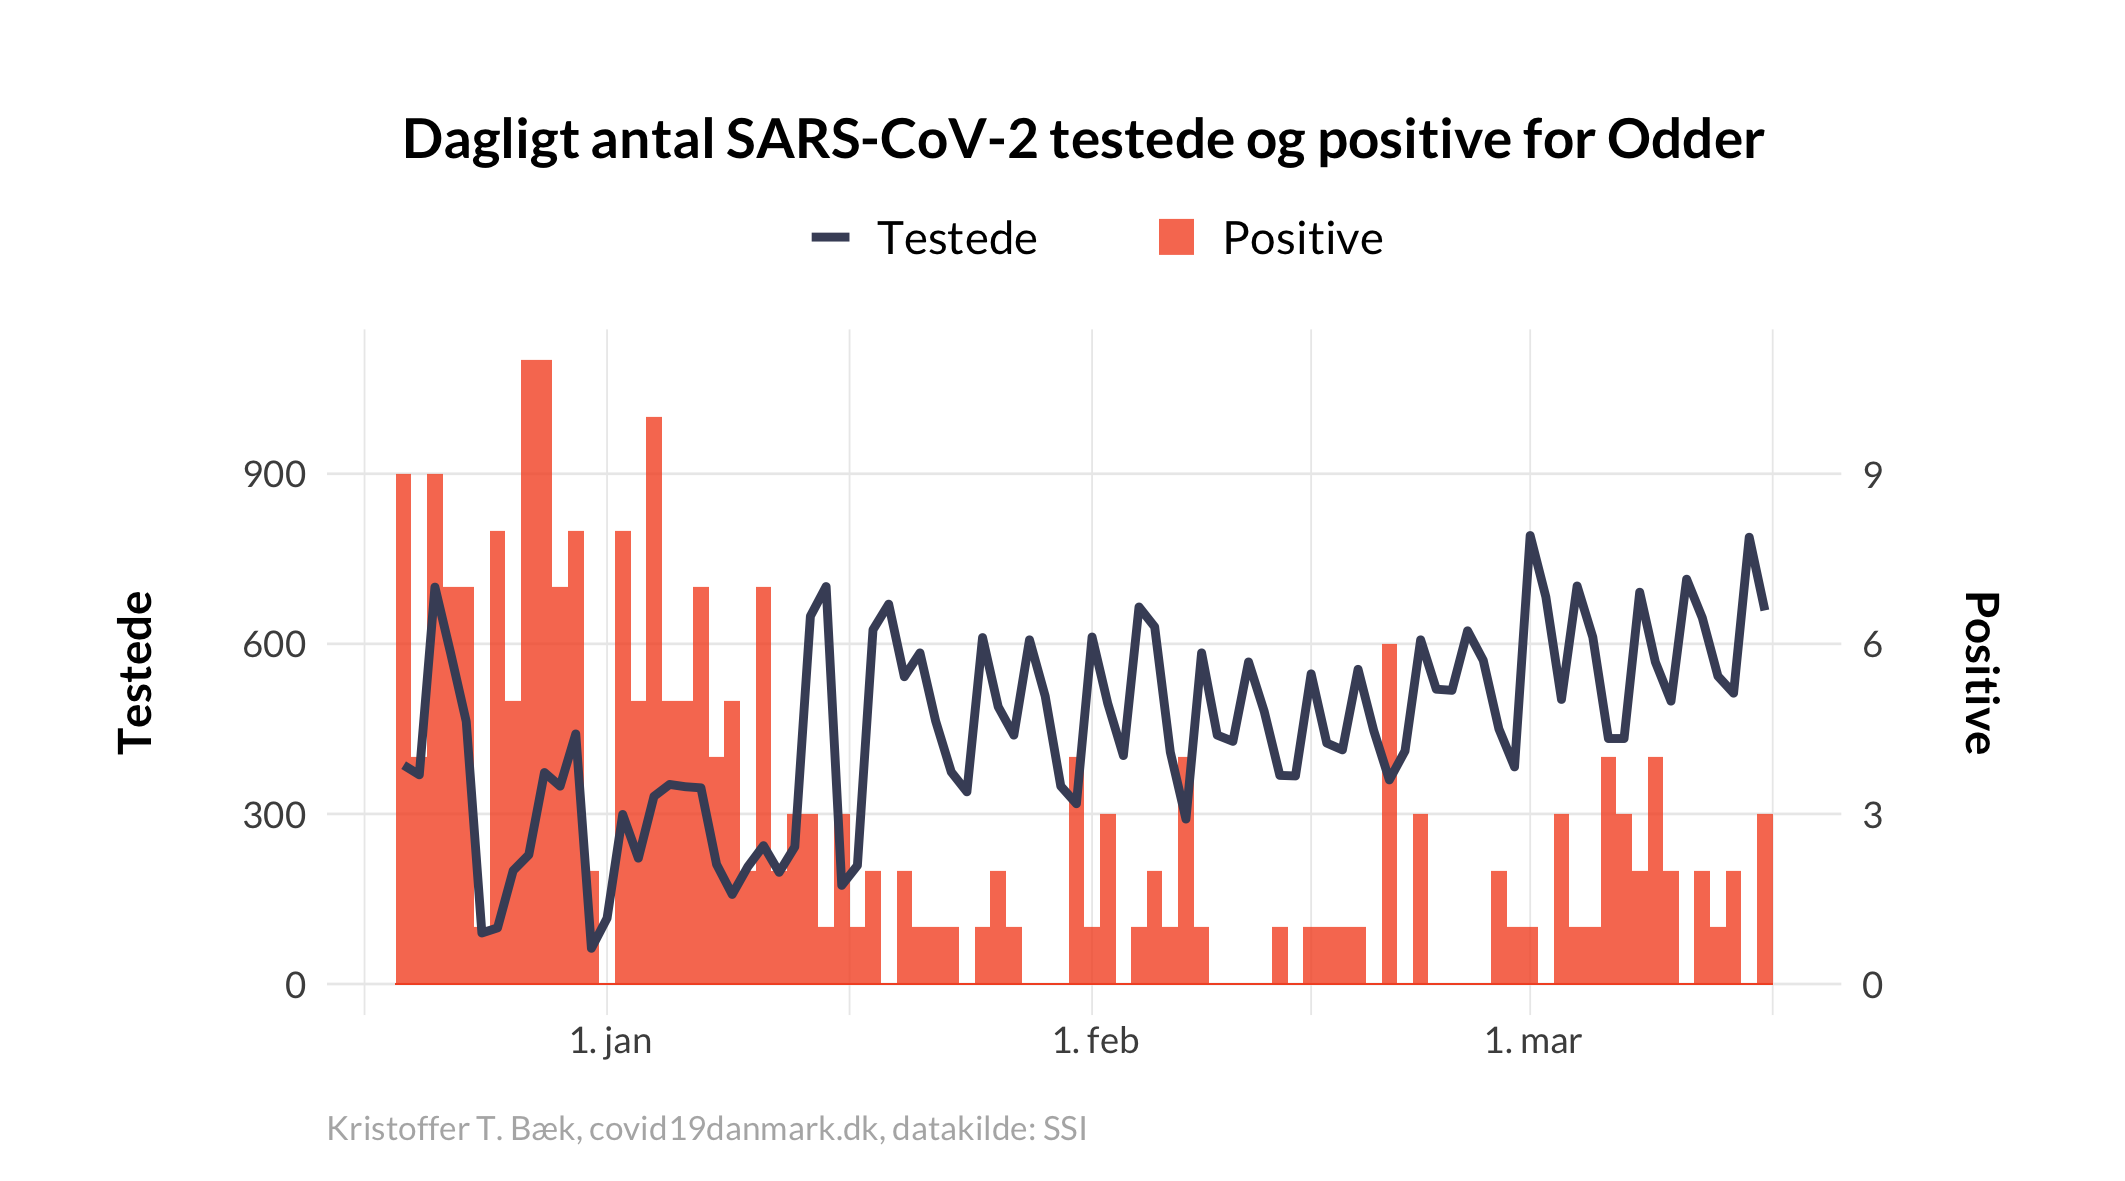 Dagligt antal SARS-CoV-2 testede og positive for Odder
Testede Positive
900 9
600 6
300 3
0 0
Testede
Positive
1. jan 1. feb 1. mar
Kristoffer T. Bæk, covid19danmark.dk, datakilde: SSI